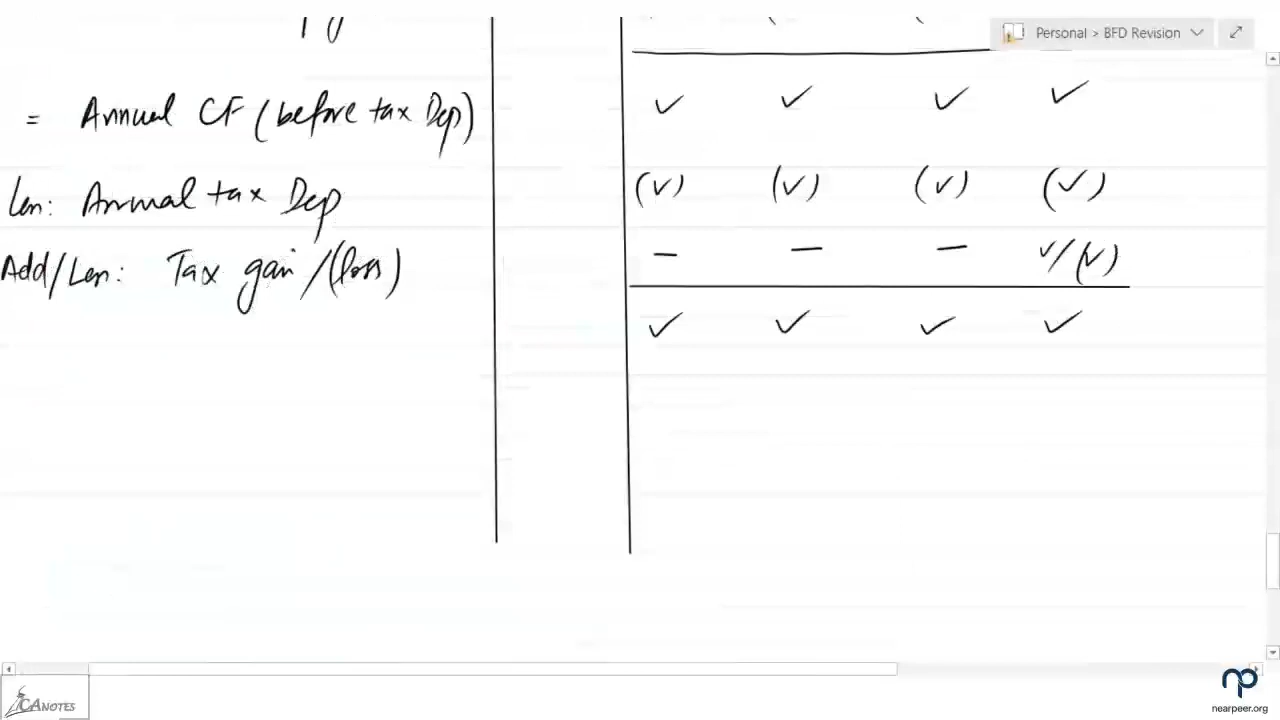 Personal > BFD Revision
= Annual CF (before tax Dep) ✓ ✓ ✓ ✓
Less: Annual tax Dep (✓) (✓) (✓) (✓)
Add/Less: Tax gain/(loss) — — — ✓/(✓)
✓ ✓ ✓ ✓
CANOTES
np
nearpeer.org